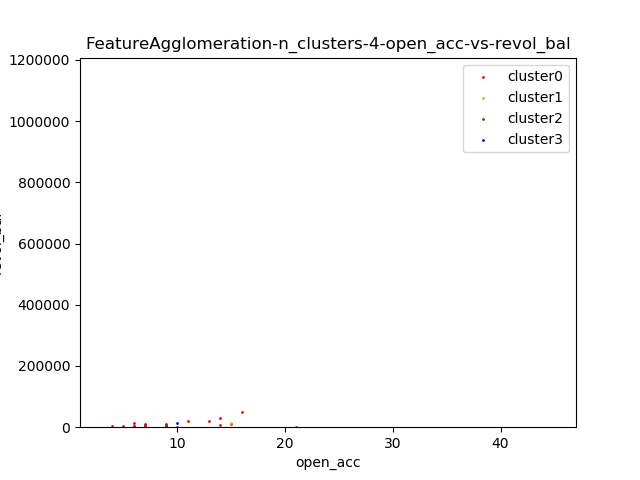 FeatureAgglomeration-n_clusters-4-open_acc-vs-revol_bal
1200000
1000000
800000
600000
400000
200000
0
10
20
30
40
open_acc
cluster0
cluster1
cluster2
cluster3